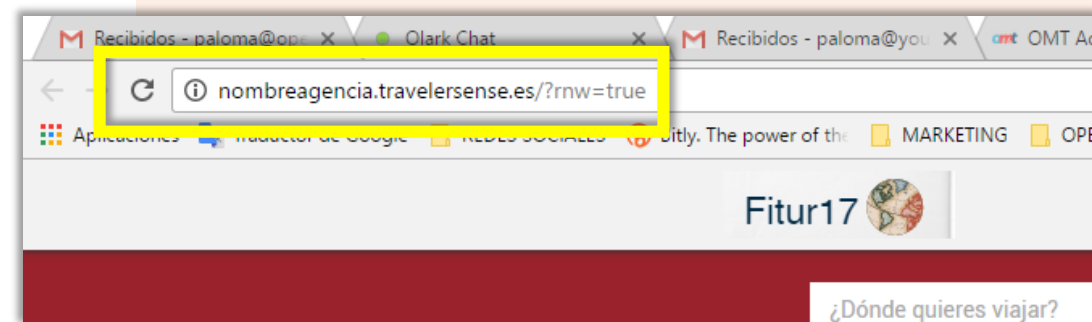 Recibidos - paloma@ope Olark Chat Recibidos - paloma@you OMT Ad
nombreagencia.travelersense.es/?rnw=true
Aplicaciones Traductor de Google REDES SOCIALES bitly. The power of the MARKETING OPE
Fitur17
¿Dónde quieres viajar?